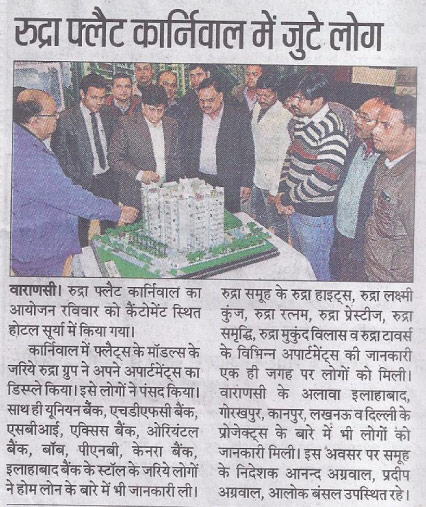 रुद्रा फ्लैट कार्निवाल में जुटे लोग
वाराणसी। रुद्रा फ्लैट कार्निवाल का
आयोजन रविवार को कैंटोमेंट स्थित
होटल सूर्या में किया गया।
कार्निवाल में फ्लैट्स के मॉडल्स के
जरिये रुद्रा ग्रुप ने अपने अपार्टमेंट्स का
डिस्प्ले किया। इसे लोगों ने पंसद किया।
साथ ही यूनियन बैंक, एचडीएफसी बैंक,
एसबीआई, एक्सिस बैंक, ओरियंटल
बैंक, बॉब, पीएनबी, केनरा बैंक,
इलाहाबाद बैंक के स्टॉल के जरिये लोगों
ने होम लोन के बारे में भी जानकारी ली।
रुद्रा समूह के रुद्रा हाइट्स, रुद्रा लक्ष्मी
कुंज, रुद्रा रत्नम, रुद्रा प्रेस्टीज, रुद्रा
समृद्धि, रुद्रा मुकुंद विलास व रुद्रा टावर्स
के विभिन्न अपार्टमेंट्स की जानकारी
एक ही जगह पर लोगों को मिली।
वाराणसी के अलावा इलाहाबाद,
गोरखपुर, कानपुर, लखनऊ व दिल्ली के
प्रोजेक्ट्स के बारे में भी लोगों को
जानकारी मिली। इस अवसर पर समूह
के निदेशक आनन्द अग्रवाल, प्रदीप
अग्रवाल, आलोक बंसल उपस्थित रहे।